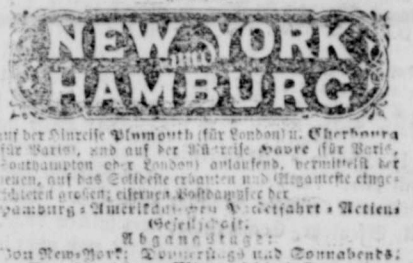 NEW YORK
und
HAMBURG
auf der Hinreise Plymouth (für London) u. Cherbourg
(für Paris), und auf der Rückreise Havre (für Paris,
Southampton oder London) anlaufend, vermittelst der
neuen, auf das Solideste erbauten und Eleganteste einge-
richteten großen, eisernen Postdampfer der
Hamburg-Amerikanischen Packetfahrt-Actien-
Gesellschaft.
Abgangstage:
Von New-York: Donnerstags und Sonnabends.